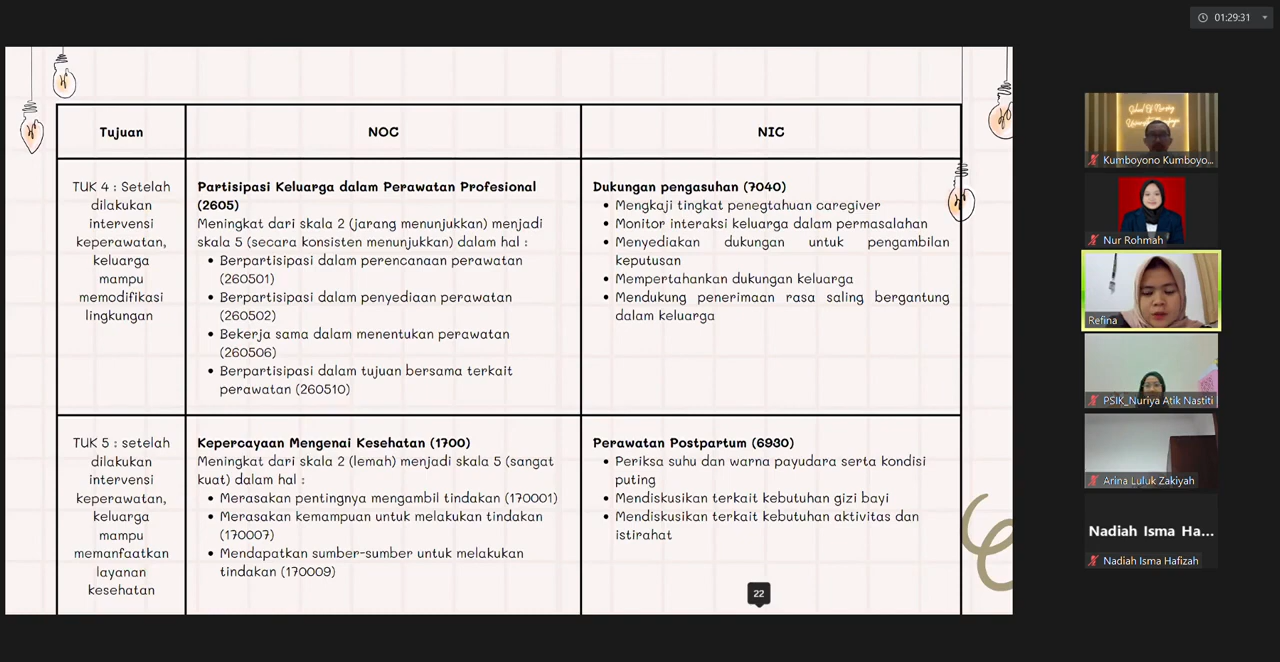 01:29:31
Tujuan
NOC
NIC
TUK 4 : Setelah
dilakukan
intervensi
keperawatan,
keluarga
mampu
memodifikasi
lingkungan
Partisipasi Keluarga dalam Perawatan Profesional
(2605)
Meningkat dari skala 2 (jarang menunjukkan) menjadi
skala 5 (secara konsisten menunjukkan) dalam hal :
• Berpartisipasi dalam perencanaan perawatan
(260501)
• Berpartisipasi dalam penyediaan perawatan
(260502)
• Bekerja sama dalam menentukan perawatan
(260506)
• Berpartisipasi dalam tujuan bersama terkait
perawatan (260510)
Dukungan pengasuhan (7040)
• Mengkaji tingkat penegtahuan caregiver
• Monitor interaksi keluarga dalam permasalahan
• Menyediakan dukungan untuk pengambilan
keputusan
• Mempertahankan dukungan keluarga
• Mendukung penerimaan rasa saling bergantung
dalam keluarga
TUK 5 : setelah
dilakukan
intervensi
keperawatan,
keluarga
mampu
memanfaatkan
layanan
kesehatan
Kepercayaan Mengenai Kesehatan (1700)
Meningkat dari skala 2 (lemah) menjadi skala 5 (sangat
kuat) dalam hal :
• Merasakan pentingnya mengambil tindakan (170001)
• Merasakan kemampuan untuk melakukan tindakan
(170007)
• Mendapatkan sumber-sumber untuk melakukan
tindakan (170009)
Perawatan Postpartum (6930)
• Periksa suhu dan warna payudara serta kondisi
puting
• Mendiskusikan terkait kebutuhan gizi bayi
• Mendiskusikan terkait kebutuhan aktivitas dan
istirahat
22
Kumboyono Kumboyo...
Nur Rohmah
Refina
PSIK_Nuriya Atik Nastiti
Arina Luluk Zakiyah
Nadiah Isma Ha...
Nadiah Isma Hafizah